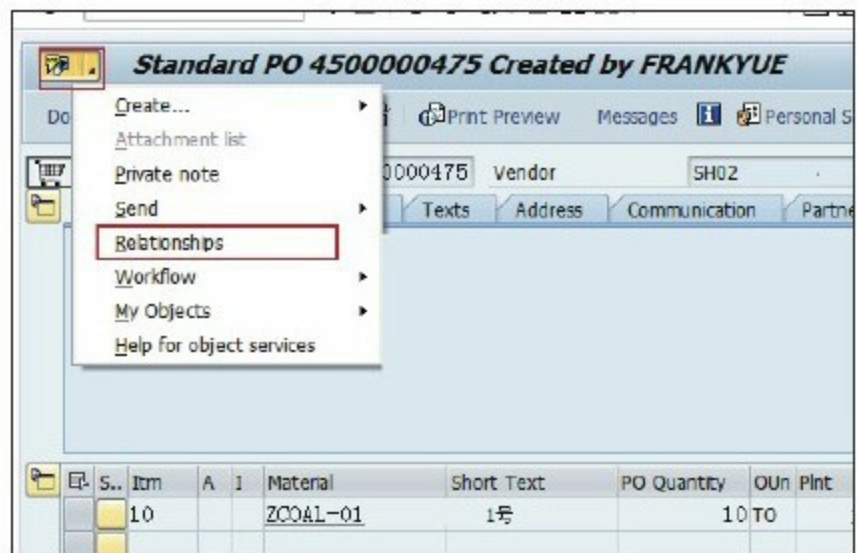 Standard PO 4500000475 Created by FRANKYUE
Do
Print Preview Messages Personal S
Create...
Attachment list
Private note
0000475 Vendor SH02
Send
Texts Address Communication Partne
Relationships
Workflow
My Objects
Help for object services
S.. Itm A I Material Short Text PO Quantity OUn Plnt
10 ZCOAL-01 1号 10 TO